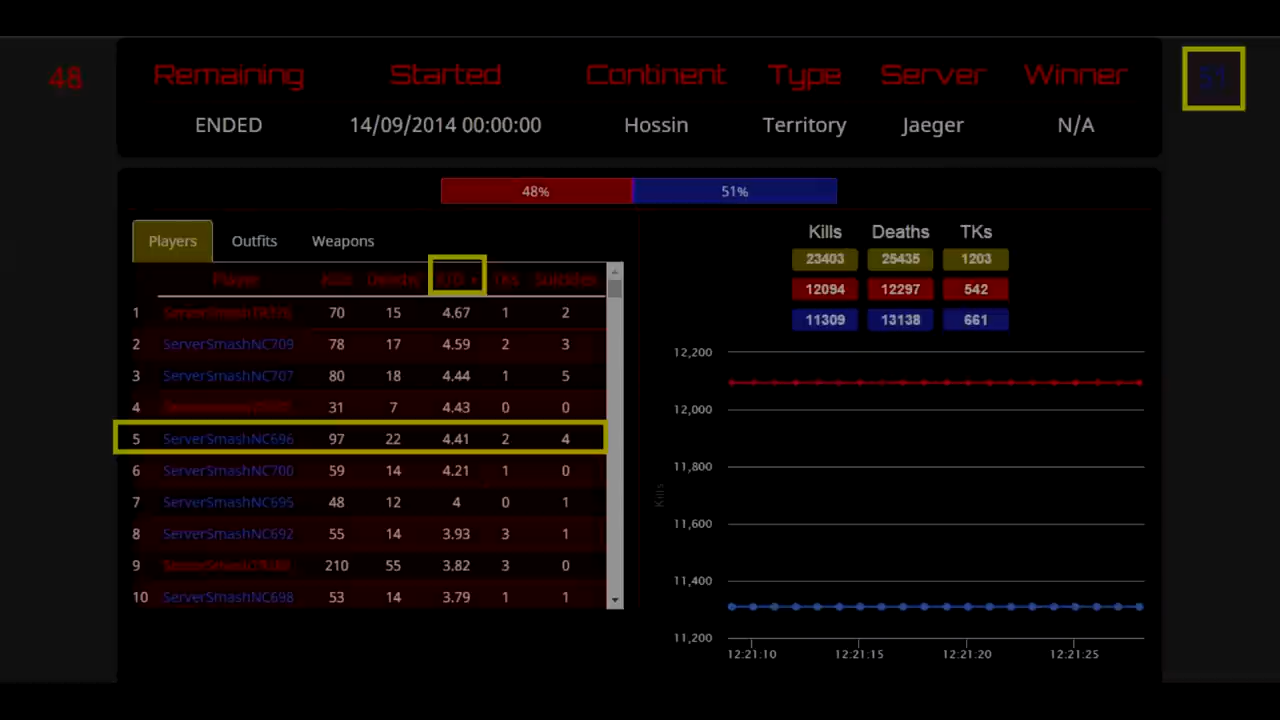 48
Remaining Started Continent Type Server Winner
51
ENDED 14/09/2014 00:00:00 Hossin Territory Jaeger N/A
48% 51%
Players Outfits Weapons
Player Kills Deaths K/D TKs Suicides
1 70 15 4.67 1 2
2 ServerSmashNC709 78 17 4.59 2 3
3 ServerSmashNC707 80 18 4.44 1 5
4 31 7 4.43 0 0
5 ServerSmashNC696 97 22 4.41 2 4
6 ServerSmashNC700 59 14 4.21 1 0
7 ServerSmashNC695 48 12 4 0 1
8 ServerSmashNC692 55 14 3.93 3 1
9 210 55 3.82 3 0
10 ServerSmashNC698 53 14 3.79 1 1
Kills Deaths TKs
23403 25435 1203
12094 12297 542
11309 13138 661
Kills
12,200
12,000
11,800
11,600
11,400
11,200
12:21:10 12:21:15 12:21:20 12:21:25